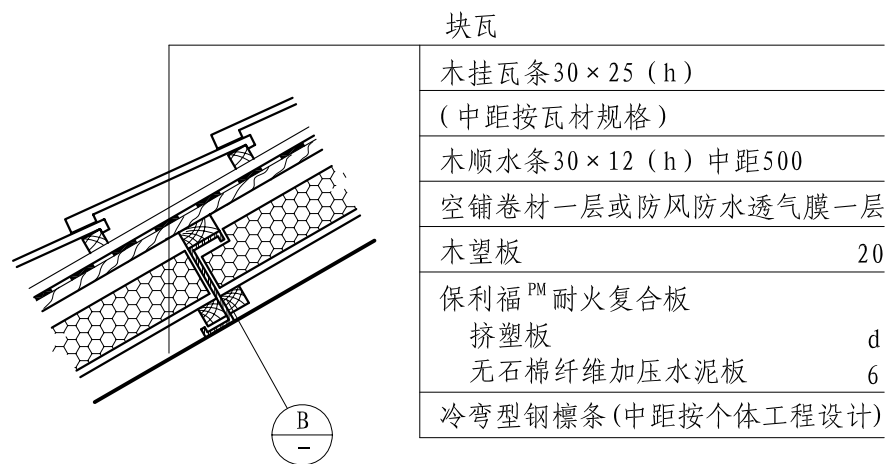 块瓦
木挂瓦条30×25(h)
(中距按瓦材规格)
木顺水条30×12(h)中距500
空铺卷材一层或防风防水透气膜一层
木望板 20
保利福PM耐火复合板
挤塑板 d
无石棉纤维加压水泥板 6
冷弯型钢檩条(中距按个体工程设计)
B
–